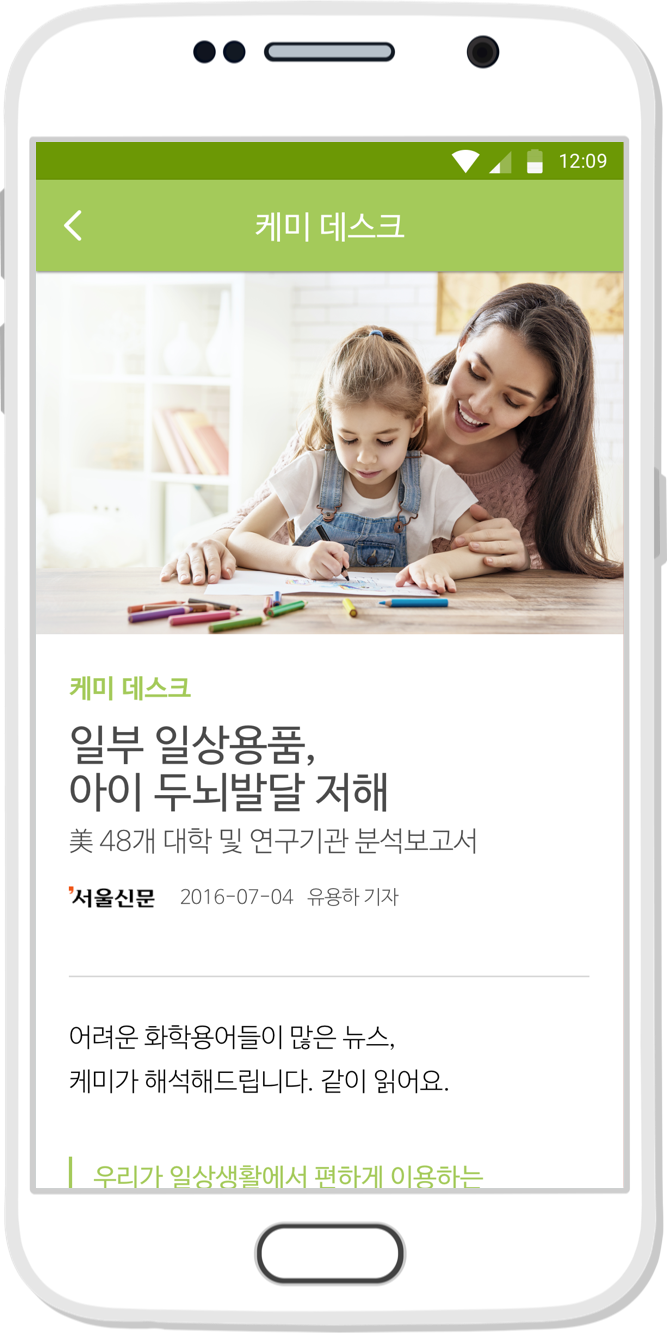 12:09
케미 데스크
케미 데스크
일부 일상용품,
아이 두뇌발달 저해
美 48개 대학 및 연구기관 분석보고서
서울신문 2016-07-04 유용하 기자
어려운 화학용어들이 많은 뉴스,
케미가 해석해드립니다. 같이 읽어요.
우리가 일상생활에서 편하게 이용하는